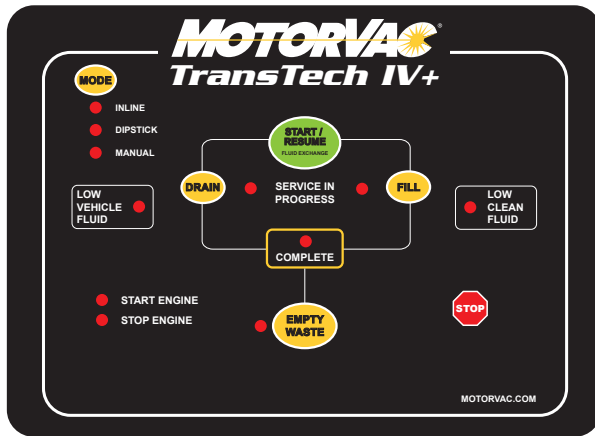 MOTORVAC®
TransTech IV+
MODE
INLINE
DIPSTICK
MANUAL
START /
RESUME
FLUID EXCHANGE
DRAIN
SERVICE IN
PROGRESS
FILL
LOW
VEHICLE
FLUID
LOW
CLEAN
FLUID
COMPLETE
START ENGINE
STOP ENGINE
EMPTY
WASTE
STOP
MOTORVAC.COM